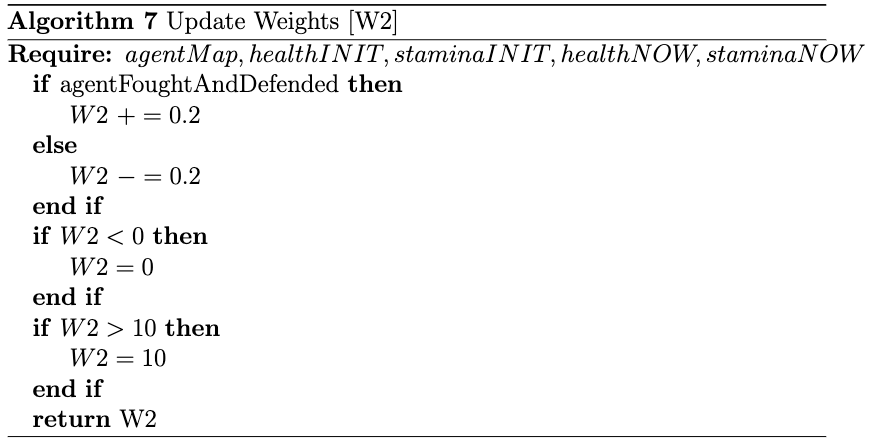 Algorithm 7 Update Weights [W2]
Require: agentMap, healthINIT, staminaINIT, healthNOW, staminaNOW
if agentFoughtAndDefended then
W2 + = 0.2
else
W2 − = 0.2
end if
if W2 < 0 then
W2 = 0
end if
if W2 > 10 then
W2 = 10
end if
return W2